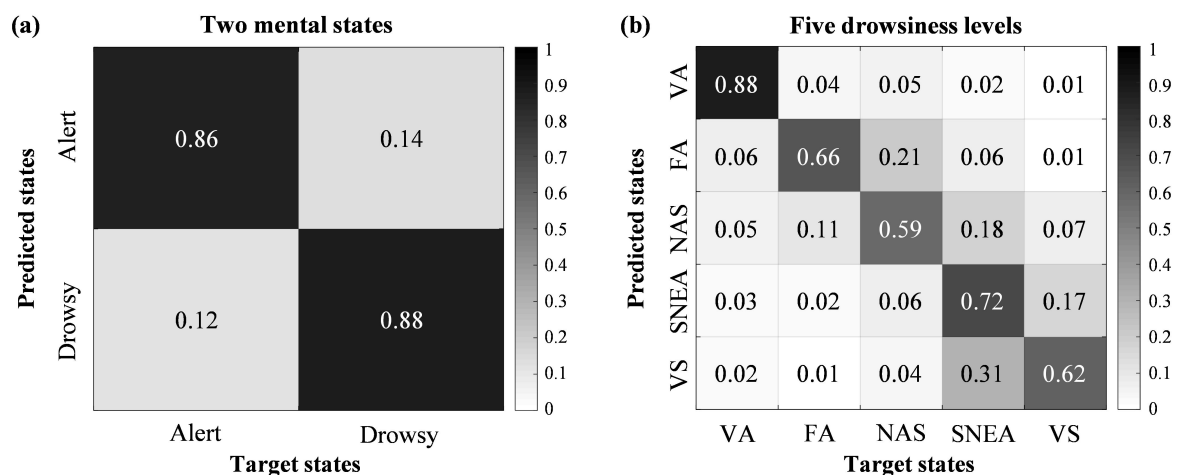 (a)
Two mental states
Predicted states
Alert
Drowsy
0.86 0.14
0.12 0.88
Alert Drowsy
Target states
1
0.9
0.8
0.7
0.6
0.5
0.4
0.3
0.2
0.1
0
(b)
Five drowsiness levels
Predicted states
VA 0.88 0.04 0.05 0.02 0.01
FA 0.06 0.66 0.21 0.06 0.01
NAS 0.05 0.11 0.59 0.18 0.07
SNEA 0.03 0.02 0.06 0.72 0.17
VS 0.02 0.01 0.04 0.31 0.62
VA FA NAS SNEA VS
Target states
1
0.9
0.8
0.7
0.6
0.5
0.4
0.3
0.2
0.1
0